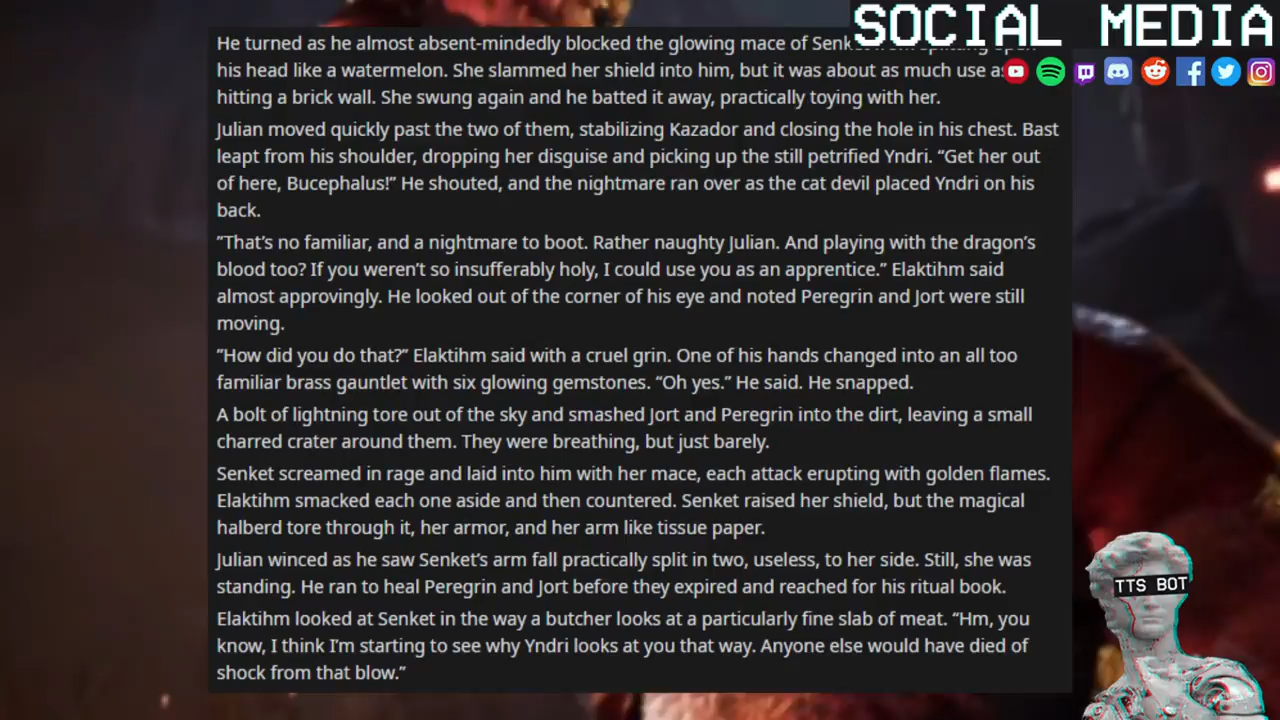 SOCIAL MEDIA
He turned as he almost absent-mindedly blocked the glowing mace of
his head like a watermelon. She slammed her shield into him, but it was about as much use as
hitting a brick wall. She swung again and he batted it away, practically toying with her.
Julian moved quickly past the two of them, stabilizing Kazador and closing the hole in his chest. Bast
leapt from his shoulder, dropping her disguise and picking up the still petrified Yndri. “Get her out
of here, Bucephalus!” He shouted, and the nightmare ran over as the cat devil placed Yndri on his
back.
”That’s no familiar, and a nightmare to boot. Rather naughty Julian. And playing with the dragon’s
blood too? If you weren’t so insufferably holy, I could use you as an apprentice.” Elaktihm said
almost approvingly. He looked out of the corner of his eye and noted Peregrin and Jort were still
moving.
”How did you do that?” Elaktihm said with a cruel grin. One of his hands changed into an all too
familiar brass gauntlet with six glowing gemstones. “Oh yes.” He said. He snapped.
A bolt of lightning tore out of the sky and smashed Jort and Peregrin into the dirt, leaving a small
charred crater around them. They were breathing, but just barely.
Senket screamed in rage and laid into him with her mace, each attack erupting with golden flames.
Elaktihm smacked each one aside and then countered. Senket raised her shield, but the magical
halberd tore through it, her armor, and her arm like tissue paper.
Julian winced as he saw Senket’s arm fall practically split in two, useless, to her side. Still, she was
standing. He ran to heal Peregrin and Jort before they expired and reached for his ritual book.
Elaktihm looked at Senket in the way a butcher looks at a particularly fine slab of meat. “Hm, you
know, I think I’m starting to see why Yndri looks at you that way. Anyone else would have died of
shock from that blow.”
TTS BOT